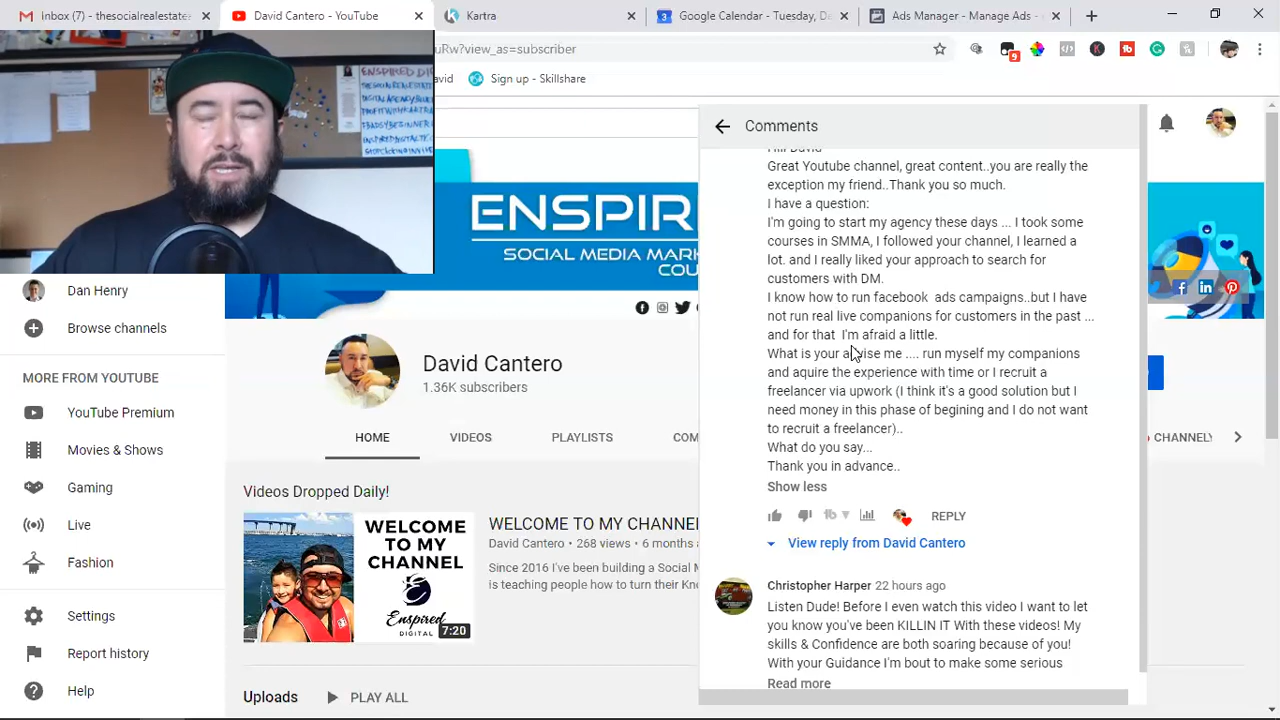 Inbox (7) - thesocialrealestate
David Cantero - YouTube
Kartra
Google Calendar - Tuesday, D
Ads Manager - Manage Ads -
uRw?view_as=subscriber
9
avid
Sign up - Skillshare
ENSPIRED DI
ENSPIR
SOCIAL MEDIA MAR
COU
Dan Henry
Browse channels
MORE FROM YOUTUBE
YouTube Premium
Movies & Shows
Gaming
Live
Fashion
Settings
Report history
Help
David Cantero
1.36K subscribers
HOME
VIDEOS
PLAYLISTS
COM
CHANNEL
Videos Dropped Daily!
WELCOME
TO MY
CHANNEL
Enspired
DIGITAL
7:20
WELCOME TO MY CHANNE
David Cantero • 268 views • 6 months a
Since 2016 I've been building a Social M
is teaching people how to turn their Kno
Uploads
PLAY ALL
Comments
Great Youtube channel, great content..you are really the
exception my friend..Thank you so much.
I have a question:
I'm going to start my agency these days ... I took some
courses in SMMA, I followed your channel, I learned a
lot. and I really liked your approach to search for
customers with DM.
I know how to run facebook ads campaigns..but I have
not run real live companions for customers in the past ...
and for that I'm afraid a little.
What is your advise me .... run myself my companions
and aquire the experience with time or I recruit a
freelancer via upwork (I think it's a good solution but I
need money in this phase of begining and I do not want
to recruit a freelancer)..
What do you say...
Thank you in advance..
Show less
REPLY
View reply from David Cantero
Christopher Harper 22 hours ago
Listen Dude! Before I even watch this video I want to let
you know you've been KILLIN IT With these videos! My
skills & Confidence are both soaring because of you!
With your Guidance I'm bout to make some serious
Read more